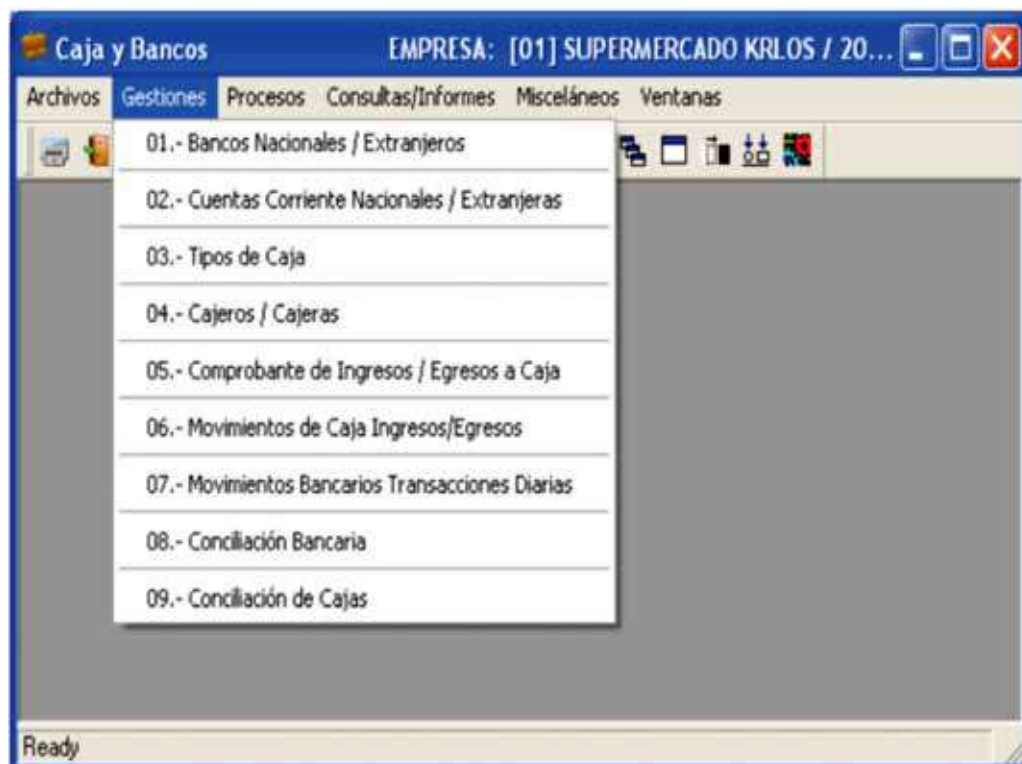 Caja y Bancos EMPRESA: [01] SUPERMERCADO KRLOS / 20...
Archivos Gestiones Procesos Consultas/Informes Misceláneos Ventanas
01.- Bancos Nacionales / Extranjeros
02.- Cuentas Corriente Nacionales / Extranjeras
03.- Tipos de Caja
04.- Cajeros / Cajeras
05.- Comprobante de Ingresos / Egresos a Caja
06.- Movimientos de Caja Ingresos/Egresos
07.- Movimientos Bancarios Transacciones Diarias
08.- Conciliación Bancaria
09.- Conciliación de Cajas
Ready